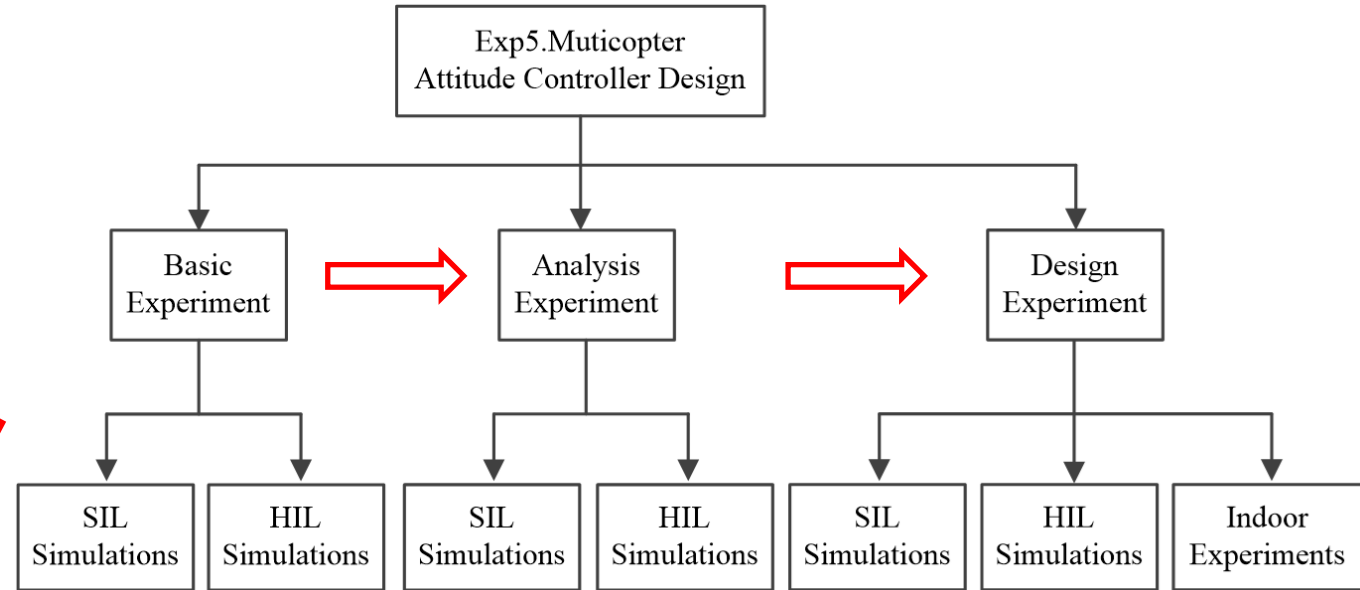 Exp5.Muticopter
Attitude Controller Design
Basic
Experiment
Analysis
Experiment
Design
Experiment
SIL
Simulations
HIL
Simulations
SIL
Simulations
HIL
Simulations
SIL
Simulations
HIL
Simulations
Indoor
Experiments